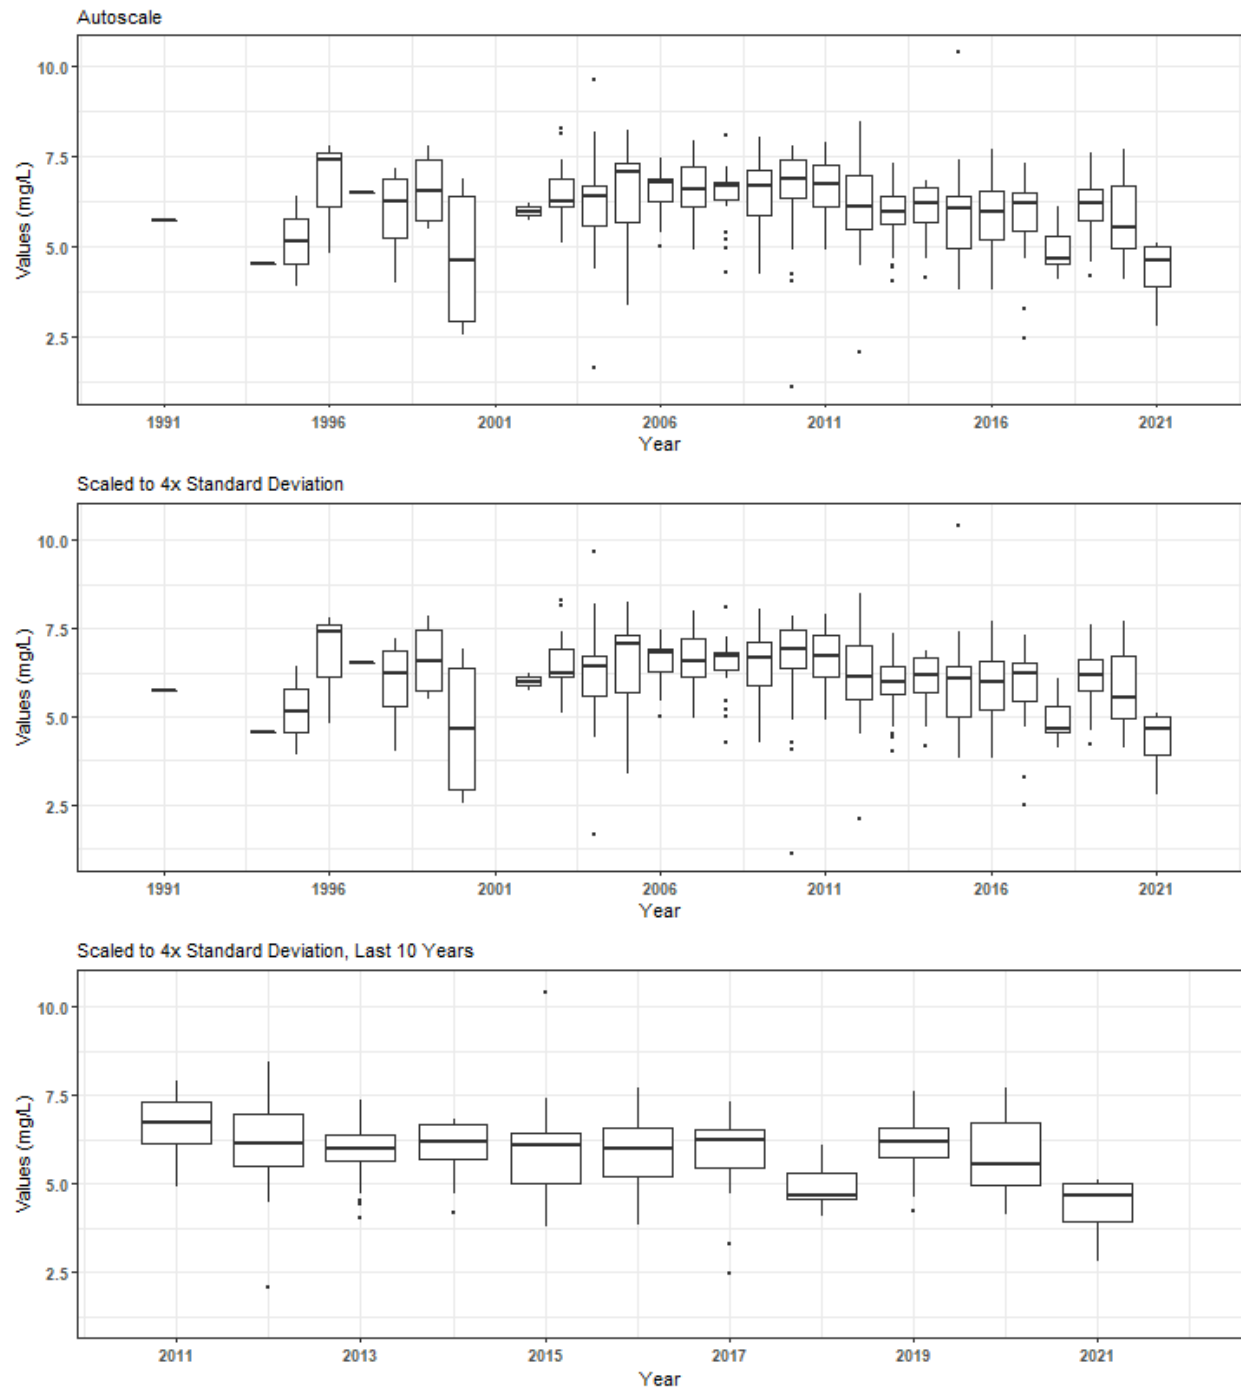 Autoscale
10.0
7.5
5.0
2.5
Values (mg/L)
1991 1996 2001 2006 2011 2016 2021
Year
Scaled to 4x Standard Deviation
10.0
7.5
5.0
2.5
Values (mg/L)
1991 1996 2001 2006 2011 2016 2021
Year
Scaled to 4x Standard Deviation, Last 10 Years
10.0
7.5
5.0
2.5
Values (mg/L)
2011 2013 2015 2017 2019 2021
Year